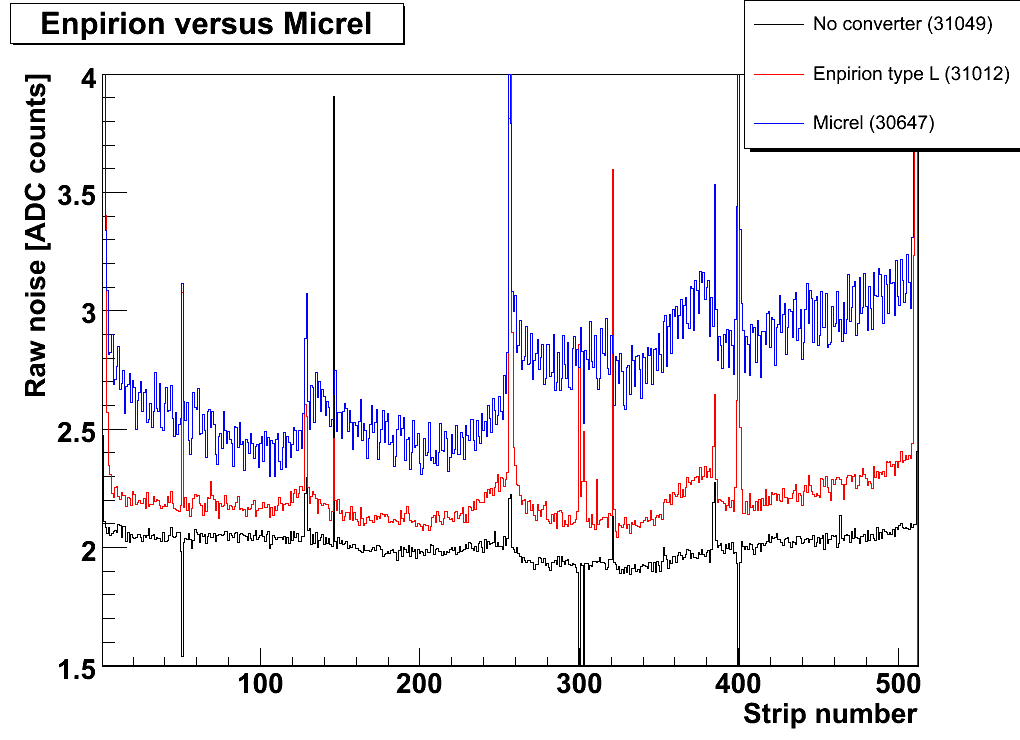 Enpirion versus Micrel
No converter (31049)
Enpirion type L (31012)
Micrel (30647)
Raw noise [ADC counts]
4
3.5
3
2.5
2
1.5
100 200 300 400 500
Strip number